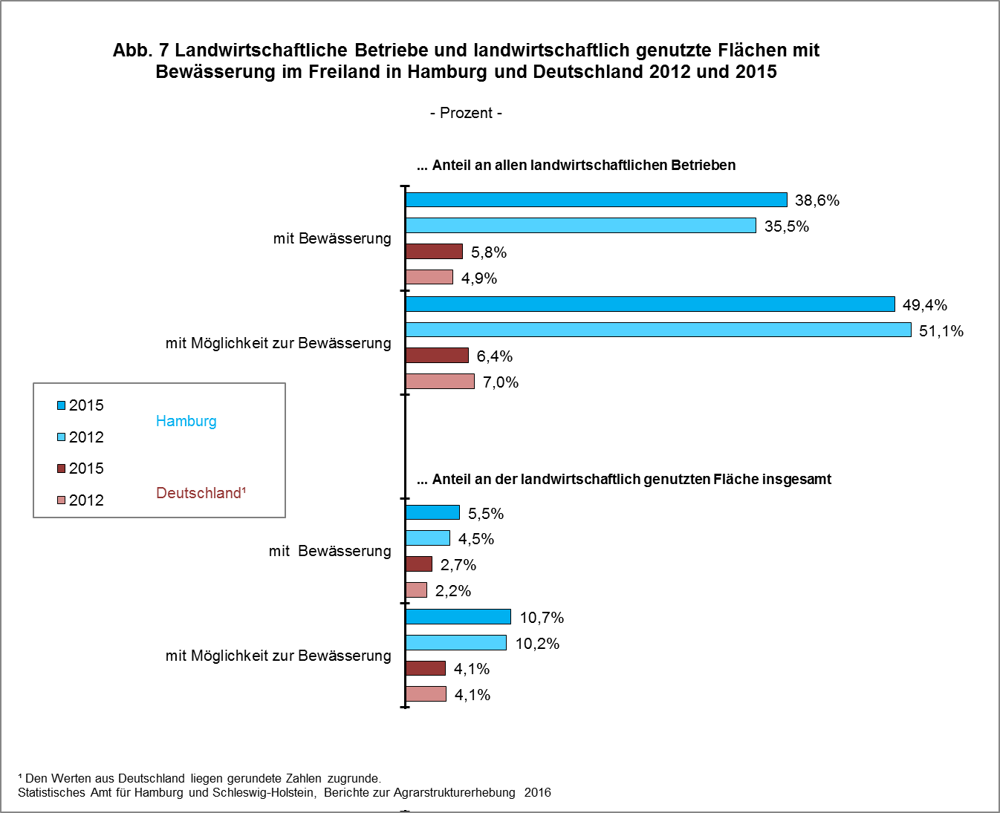 Abb. 7 Landwirtschaftliche Betriebe und landwirtschaftlich genutzte Flächen mit
Bewässerung im Freiland in Hamburg und Deutschland 2012 und 2015
- Prozent -
... Anteil an allen landwirtschaftlichen Betrieben
38,6%
35,5%
mit Bewässerung
5,8%
4,9%
49,4%
51,1%
mit Möglichkeit zur Bewässerung
6,4%
7,0%
2015
Hamburg
2012
2015
Deutschland¹
2012
... Anteil an der landwirtschaftlich genutzten Fläche insgesamt
5,5%
4,5%
mit Bewässerung
2,7%
2,2%
10,7%
10,2%
mit Möglichkeit zur Bewässerung
4,1%
4,1%
¹ Den Werten aus Deutschland liegen gerundete Zahlen zugrunde.
Statistisches Amt für Hamburg und Schleswig-Holstein, Berichte zur Agrarstrukturerhebung 2016